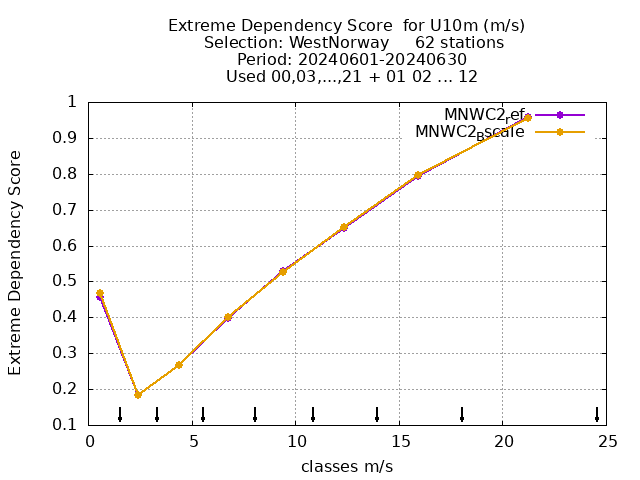 Extreme Dependency Score  for U10m (m/s)
Selection: WestNorway     62 stations
Period: 20240601-20240630
Used 00,03,...,21 + 01 02 ... 12
MNWC2ref
MNWC2Bscale
Extreme Dependency Score
1
0.9
0.8
0.7
0.6
0.5
0.4
0.3
0.2
0.1
0 5 10 15 20 25
classes m/s